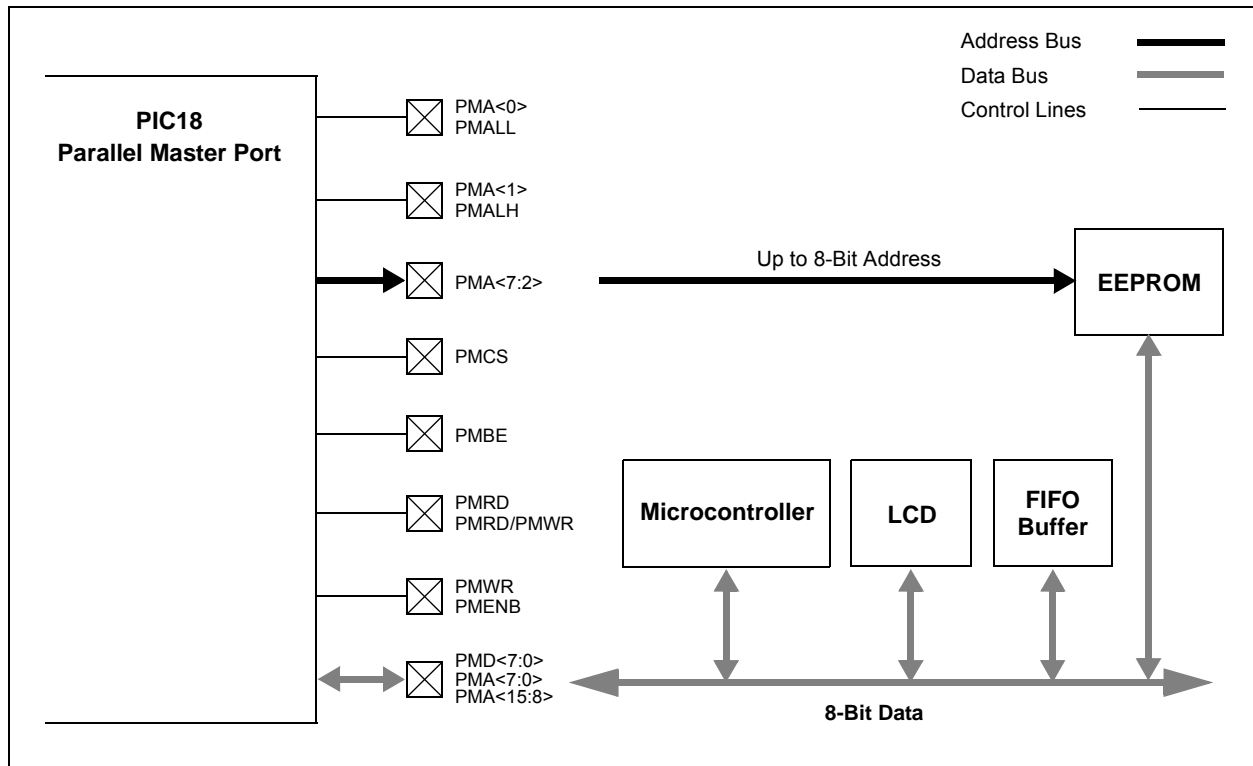 Address Bus
Data Bus
Control Lines
PIC18
Parallel Master Port
PMA<0>
PMALL
PMA<1>
PMALH
PMA<7:2>
Up to 8-Bit Address
EEPROM
PMCS
PMBE
PMRD
PMRD/PMWR
Microcontroller
LCD
FIFO
Buffer
PMWR
PMENB
PMD<7:0>
PMA<7:0>
PMA<15:8>
8-Bit Data